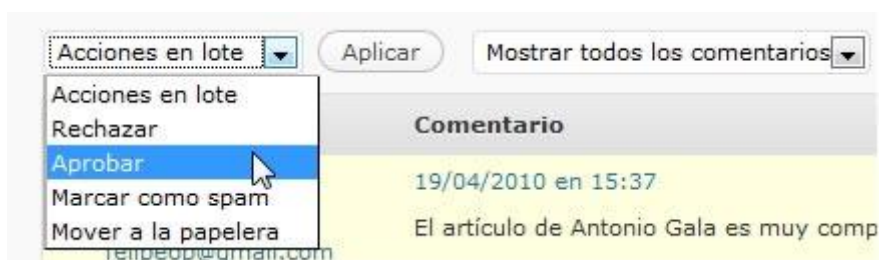 Acciones en lote Aplicar Mostrar todos los comentarios
Acciones en lote
Rechazar
Comentario
Aprobar
19/04/2010 en 15:37
Marcar como spam
Mover a la papelera
El artículo de Antonio Gala es muy comp